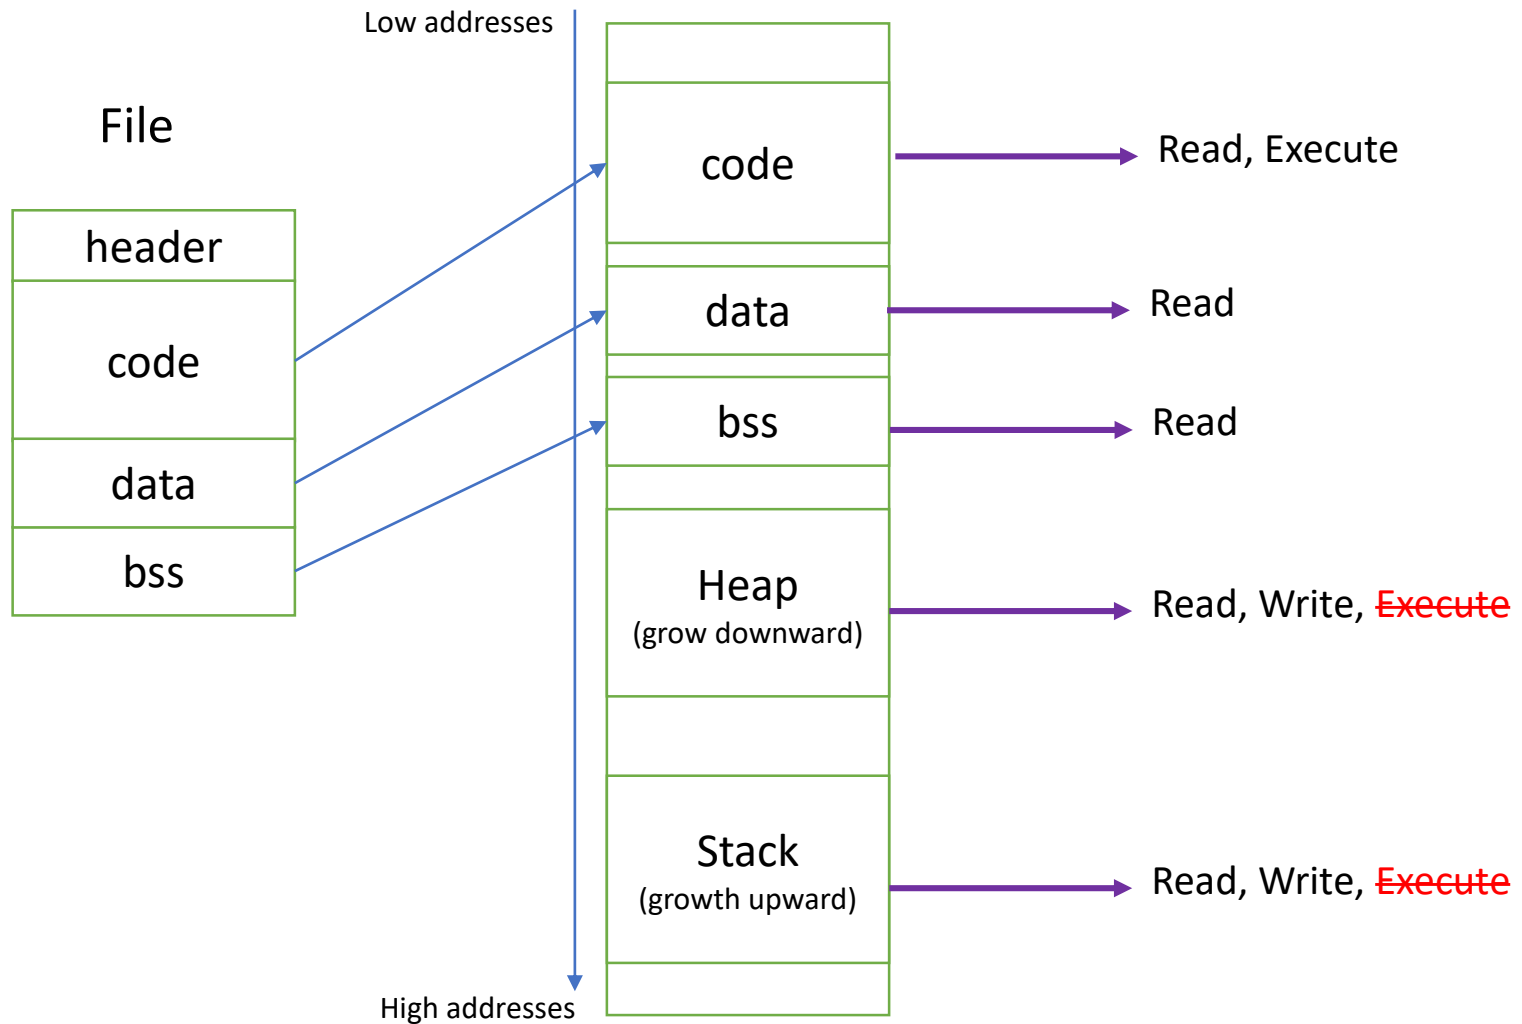 Low addresses
File
header
code
data
bss
code
data
bss
Heap
(grow downward)
Stack
(growth upward)
High addresses
Read, Execute
Read
Read
Read, Write, Execute
Read, Write, Execute